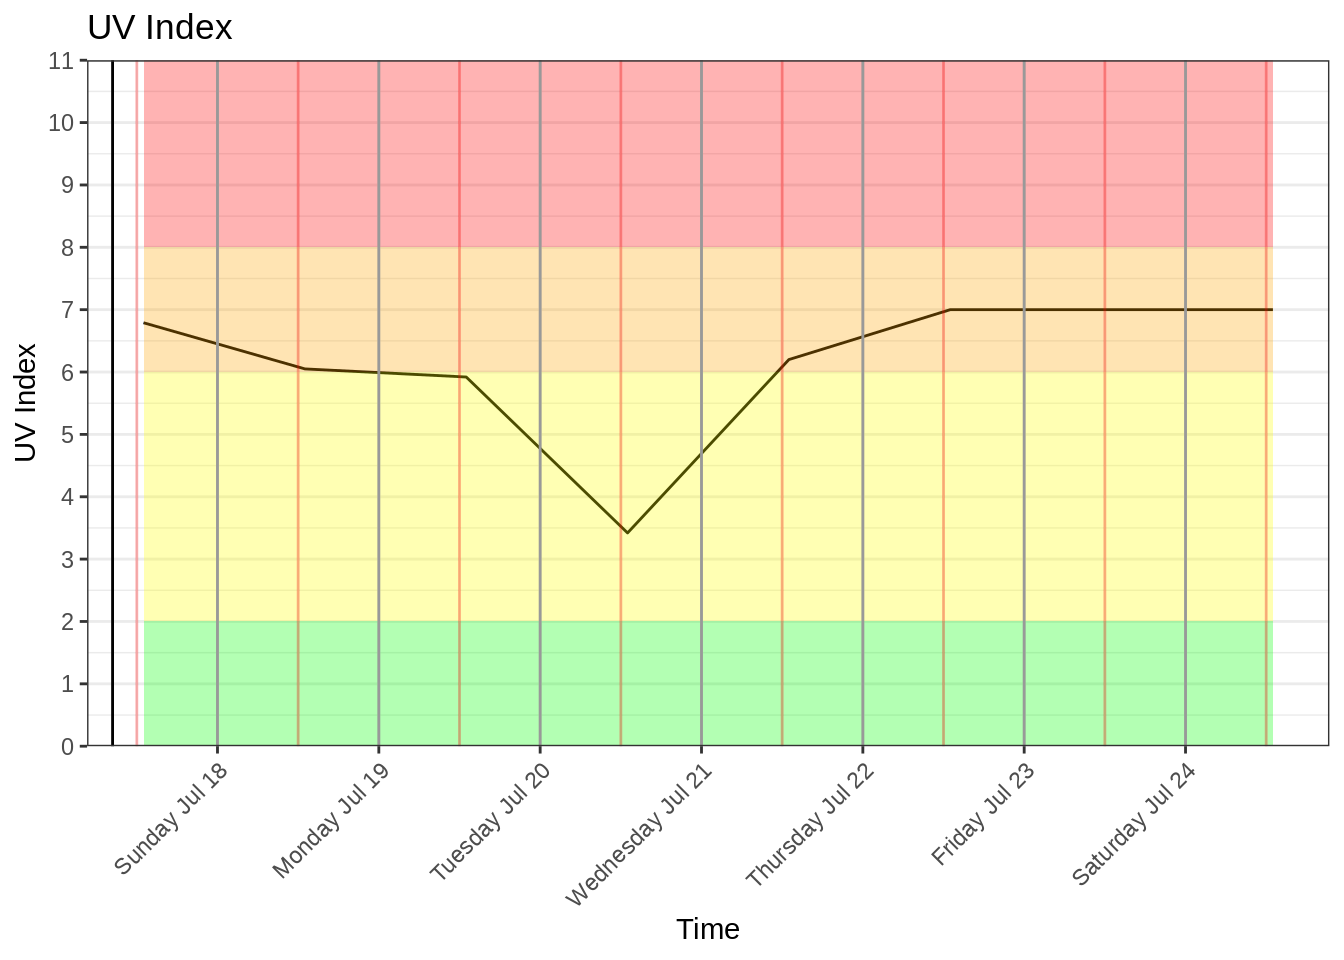 UV Index
11
10
9
8
7
6
5
4
3
2
1
0
UV Index
Sunday Jul 18
Monday Jul 19
Tuesday Jul 20
Wednesday Jul 21
Thursday Jul 22
Friday Jul 23
Saturday Jul 24
Time